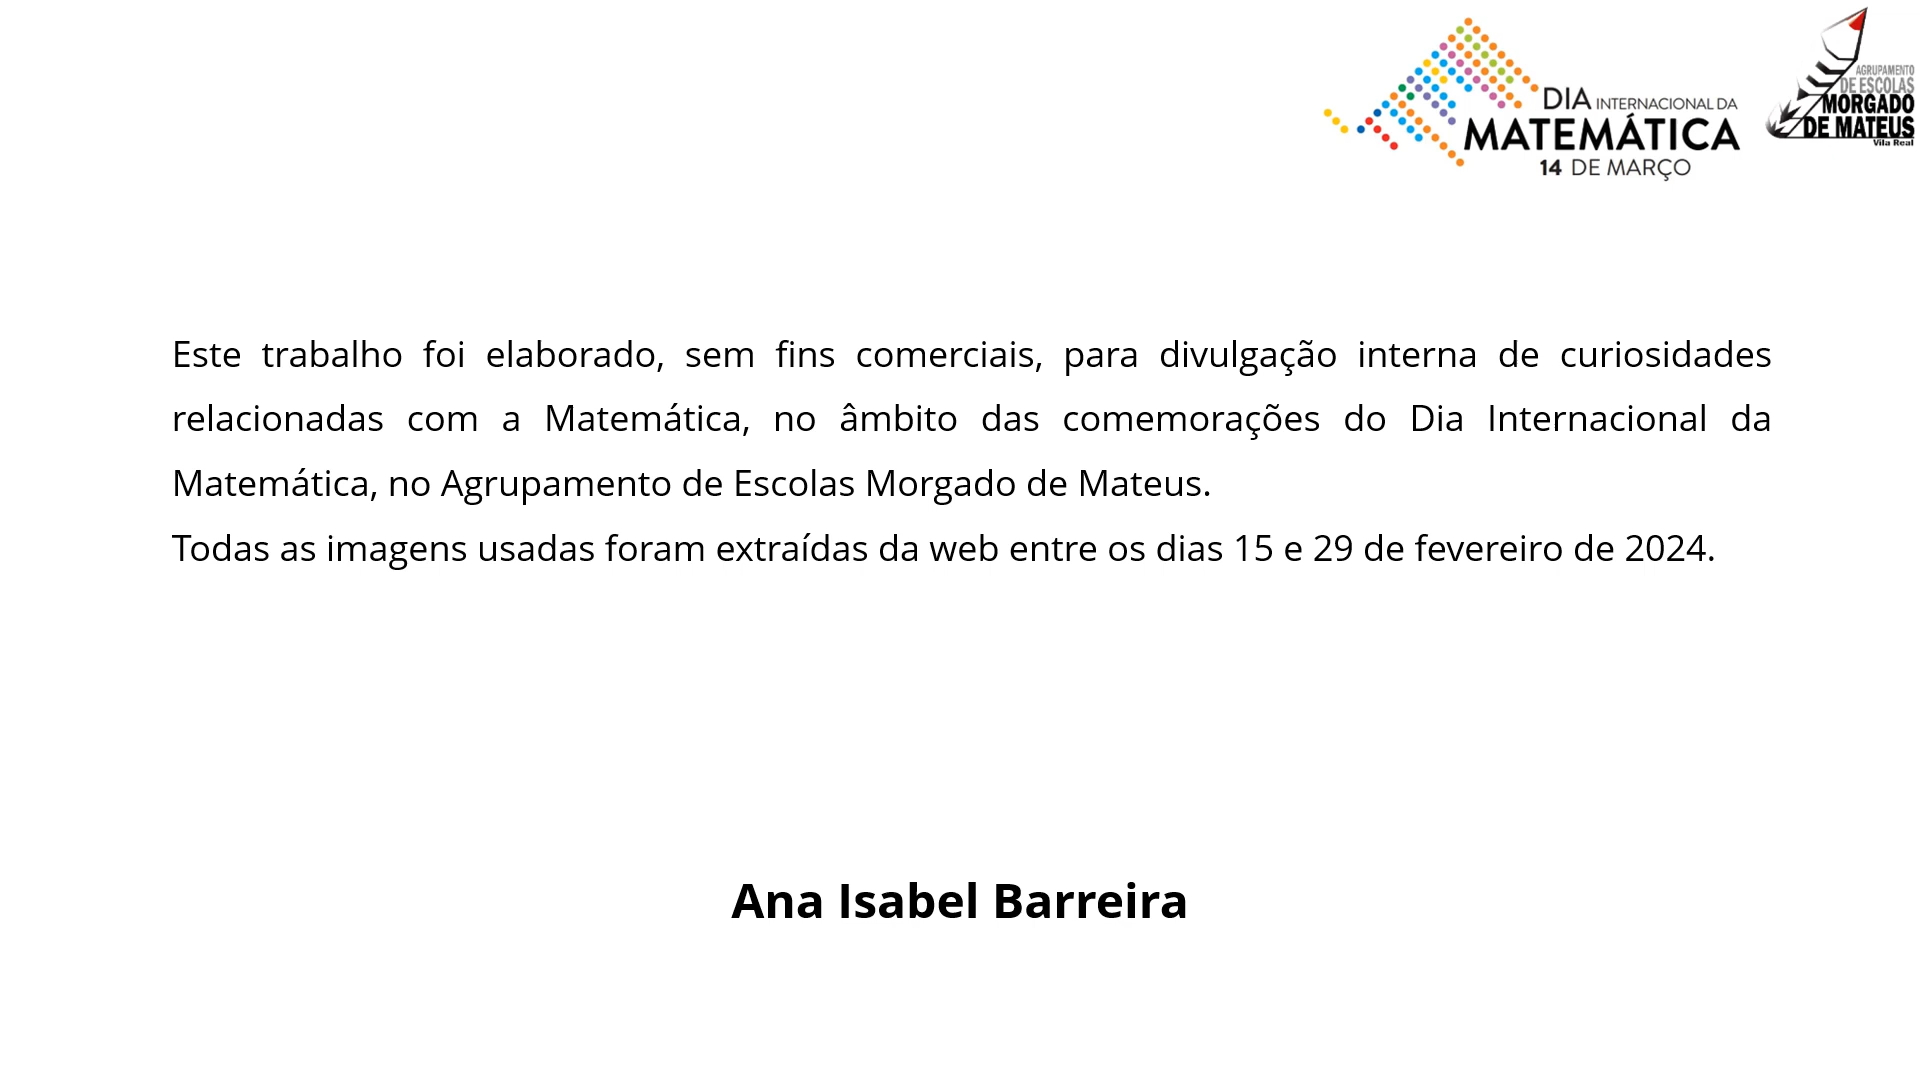 DIA INTERNACIONAL DA
MATEMÁTICA
14 DE MARÇO
AGRUPAMENTO
DE ESCOLAS
MORGADO
DE MATEUS
Vila Real
Este trabalho foi elaborado, sem fins comerciais, para divulgação interna de curiosidades
relacionadas com a Matemática, no âmbito das comemorações do Dia Internacional da
Matemática, no Agrupamento de Escolas Morgado de Mateus.
Todas as imagens usadas foram extraídas da web entre os dias 15 e 29 de fevereiro de 2024.
Ana Isabel Barreira